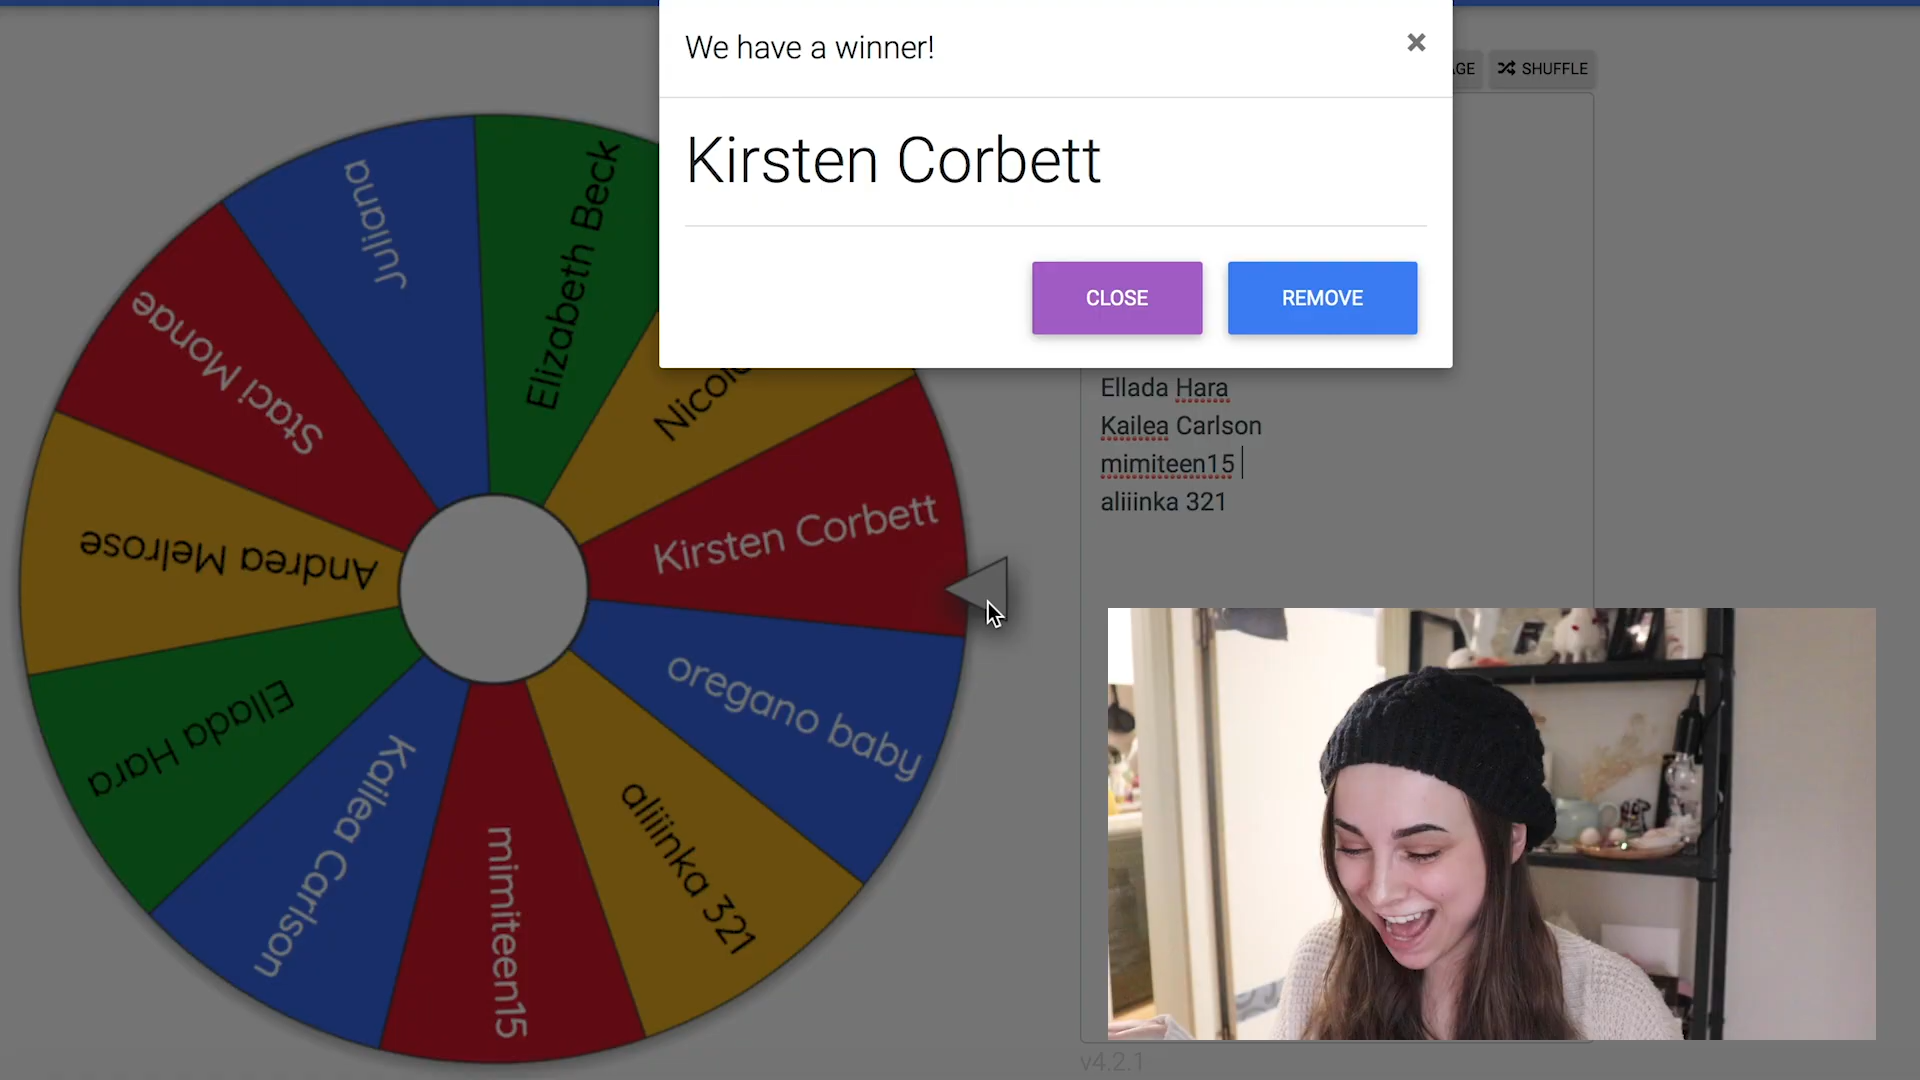 We have a winner!
×
SHUFFLE
Kirsten Corbett
CLOSE
REMOVE
Ellada Hara
Kailea Carlson
mimiteen15
aliiinka 321
Juliana
Elizabeth Beck
Staci Monae
Andrea Melrose
Ellada Hara
Kailea Carlson
mimiteen15
aliiinka 321
oregano baby
Kirsten Corbett
v4.2.1